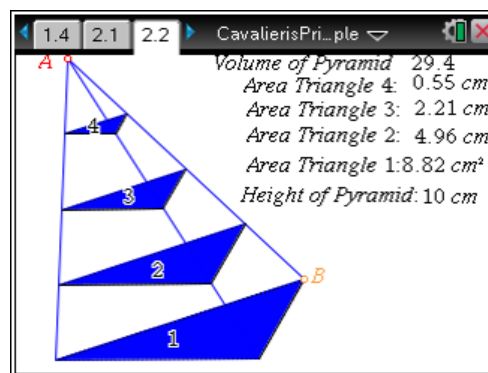 1.4 2.1 2.2 CavalierisPri...ple
A
Volume of Pyramid 29.4
Area Triangle 4: 0.55 cm
Area Triangle 3: 2.21 cm
Area Triangle 2: 4.96 cm
Area Triangle 1:8.82 cm²
Height of Pyramid: 10 cm
4
3
2
B
1